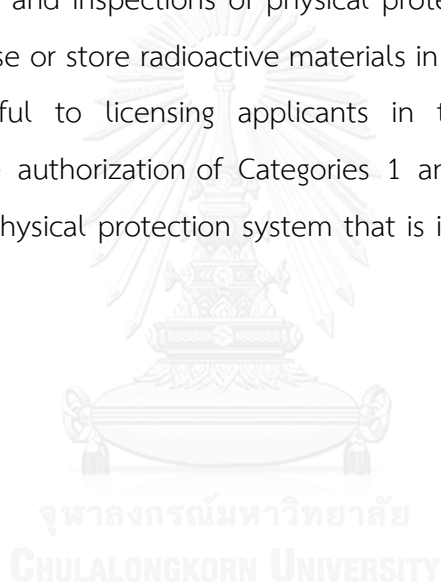 and inspections of physical prote
se or store radioactive materials in
ful to licensing applicants in t
authorization of Categories 1 an
hysical protection system that is i
จุฬาลงกรณ์มหาวิทยาลัย
CHULALONGKORN UNIVERSITY